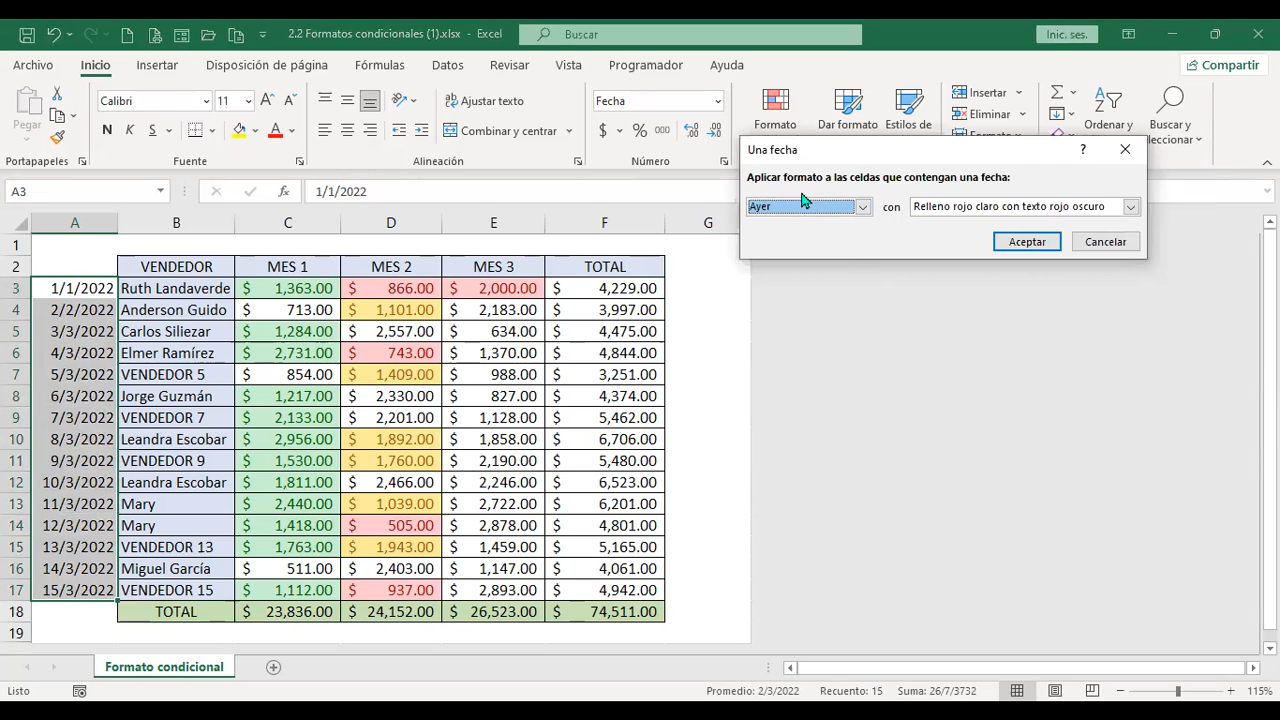 2.2 Formatos condicionales (1).xlsx - Excel
Buscar
Inic. ses.
Archivo Inicio Insertar Disposición de página Fórmulas Datos Revisar Vista Programador Ayuda
Compartir
Pegar
Calibri 11
N K S
Ajustar texto
Combinar y centrar
Fecha
$ % 000
Formato
Dar formato
Estilos de
Insertar
Eliminar
Formato
Ordenar y
Buscar y
Portapapeles Fuente Alineación Número
Una fecha ?
Aplicar formato a las celdas que contengan una fecha:
Ayer con Relleno rojo claro con texto rojo oscuro
Aceptar Cancelar
A3 fx 1/1/2022
A B C D E F G
1
2 VENDEDOR MES 1 MES 2 MES 3 TOTAL
3 1/1/2022 Ruth Landaverde $ 1,363.00 $ 866.00 $ 2,000.00 $ 4,229.00
4 2/2/2022 Anderson Guido $ 713.00 $ 1,101.00 $ 2,183.00 $ 3,997.00
5 3/3/2022 Carlos Siliezar $ 1,284.00 $ 2,557.00 $ 634.00 $ 4,475.00
6 4/3/2022 Elmer Ramírez $ 2,731.00 $ 743.00 $ 1,370.00 $ 4,844.00
7 5/3/2022 VENDEDOR 5 $ 854.00 $ 1,409.00 $ 988.00 $ 3,251.00
8 6/3/2022 Jorge Guzmán $ 1,217.00 $ 2,330.00 $ 827.00 $ 4,374.00
9 7/3/2022 VENDEDOR 7 $ 2,133.00 $ 2,201.00 $ 1,128.00 $ 5,462.00
10 8/3/2022 Leandra Escobar $ 2,956.00 $ 1,892.00 $ 1,858.00 $ 6,706.00
11 9/3/2022 VENDEDOR 9 $ 1,530.00 $ 1,760.00 $ 2,190.00 $ 5,480.00
12 10/3/2022 Leandra Escobar $ 1,811.00 $ 2,466.00 $ 2,246.00 $ 6,523.00
13 11/3/2022 Mary $ 2,440.00 $ 1,039.00 $ 2,722.00 $ 6,201.00
14 12/3/2022 Mary $ 1,418.00 $ 505.00 $ 2,878.00 $ 4,801.00
15 13/3/2022 VENDEDOR 13 $ 1,763.00 $ 1,943.00 $ 1,459.00 $ 5,165.00
16 14/3/2022 Miguel García $ 511.00 $ 2,403.00 $ 1,147.00 $ 4,061.00
17 15/3/2022 VENDEDOR 15 $ 1,112.00 $ 937.00 $ 2,893.00 $ 4,942.00
18 TOTAL $ 23,836.00 $ 24,152.00 $ 26,523.00 $ 74,511.00
19
Formato condicional
Listo Promedio: 2/3/2022 Recuento: 15 Suma: 26/7/3732 115%